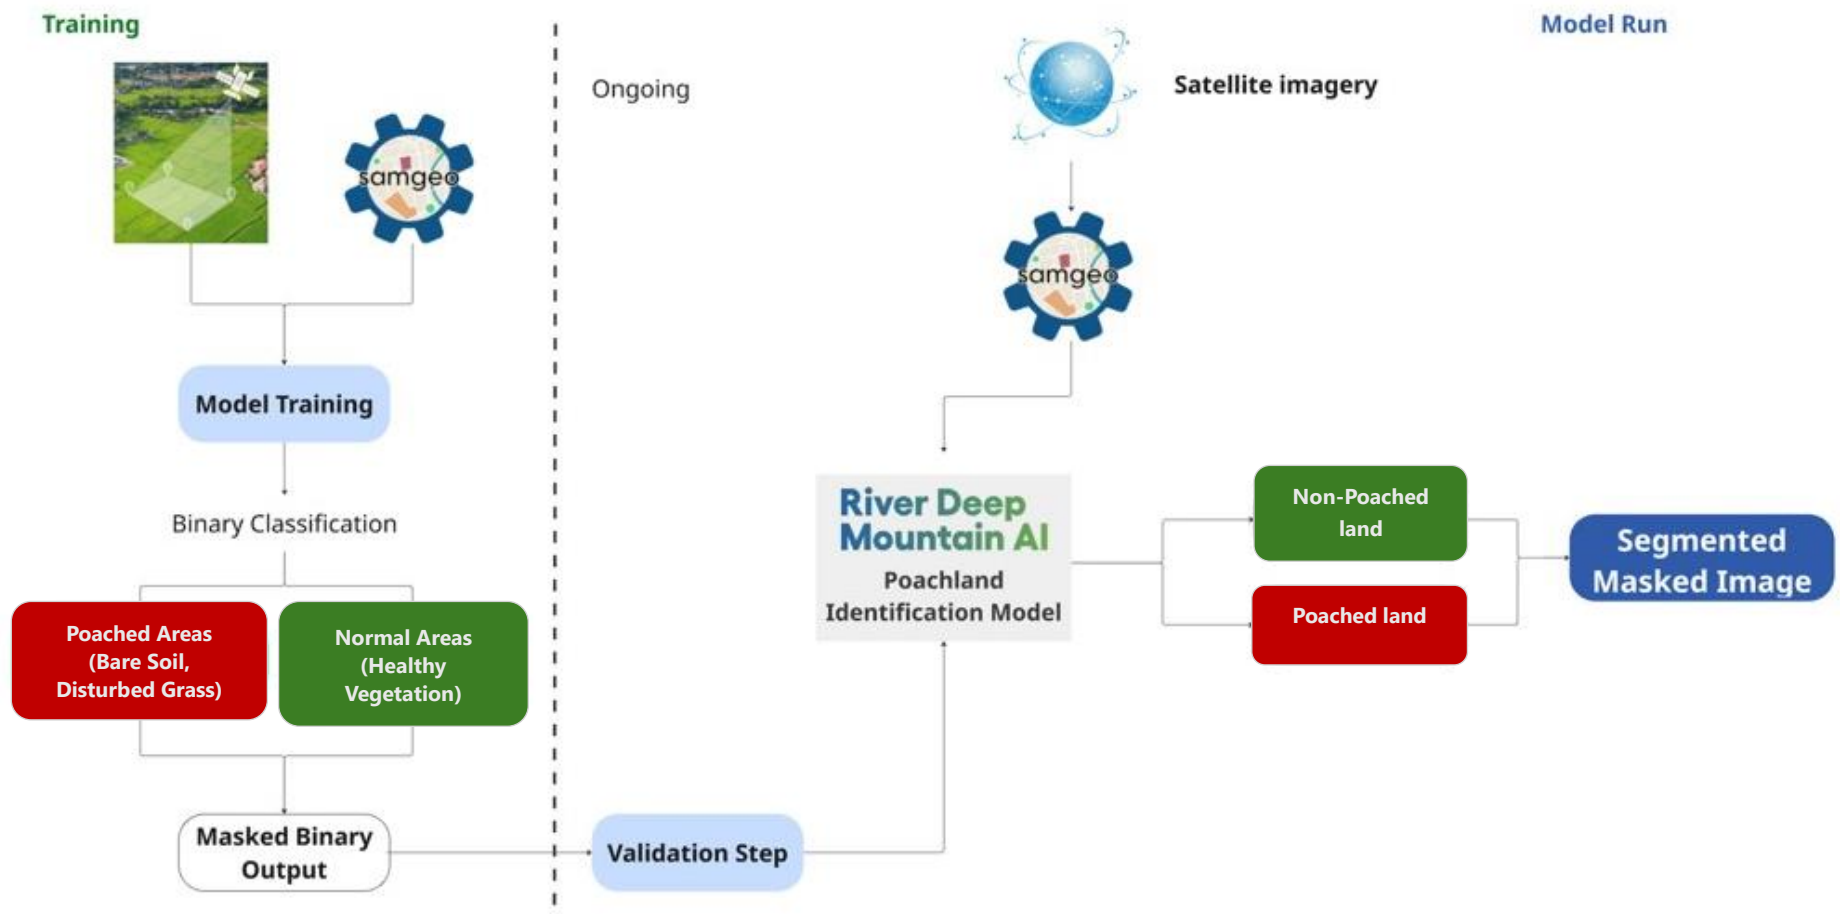 Training
samgeo
Model Training
Binary Classification
Poached Areas
(Bare Soil,
Disturbed Grass)
Normal Areas
(Healthy
Vegetation)
Masked Binary
Output
Ongoing
Validation Step
Model Run
Satellite imagery
samgeo
River Deep
Mountain AI
Poachland
Identification Model
Non-Poached
land
Poached land
Segmented
Masked Image